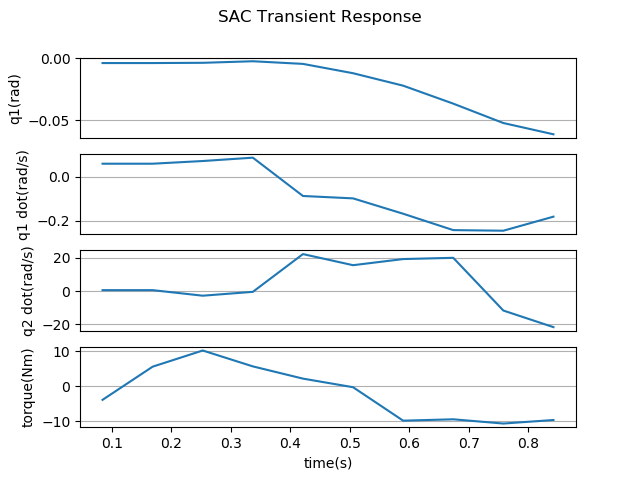 SAC Transient Response
0.00
−0.05
q1(rad)
0.0
−0.2
q1 dot(rad/s)
20
0
−20
q2 dot(rad/s)
10
0
−10
torque(Nm)
0.1 0.2 0.3 0.4 0.5 0.6 0.7 0.8
time(s)